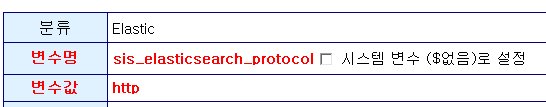 분류 Elastic
변수명 sis_elasticsearch_protocol 시스템 변수 ($없음)로 설정
변수값 http